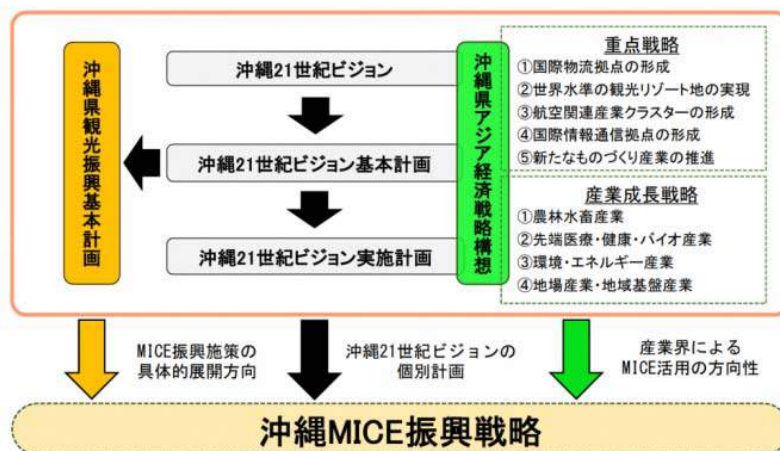 沖縄県観光振興基本計画
沖縄21世紀ビジョン
沖縄21世紀ビジョン基本計画
沖縄21世紀ビジョン実施計画
沖縄県アジア経済戦略構想
重点戦略
①国際物流拠点の形成
②世界水準の観光リゾート地の実現
③航空関連産業クラスターの形成
④国際情報通信拠点の形成
⑤新たなものづくり産業の推進
産業成長戦略
①農林水畜産業
②先端医療・健康・バイオ産業
③環境・エネルギー産業
④地場産業・地域基盤産業
MICE振興施策の
具体的展開方向
沖縄21世紀ビジョンの
個別計画
産業界による
MICE活用の方向性
沖縄MICE振興戦略